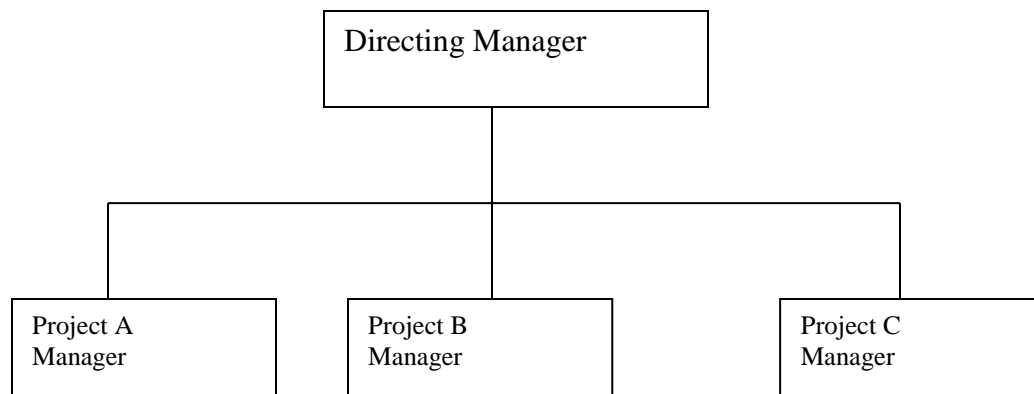 Directing Manager
Project A
Manager
Project B
Manager
Project C
Manager